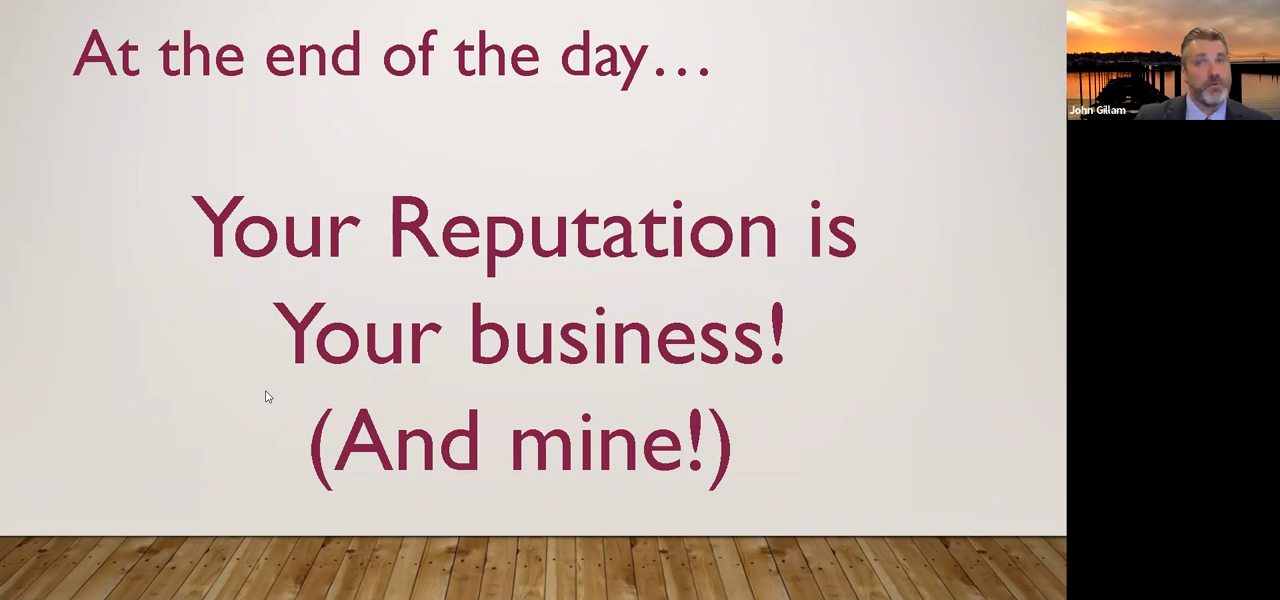 At the end of the day…
Your Reputation is
Your business!
(And mine!)
John Gillam